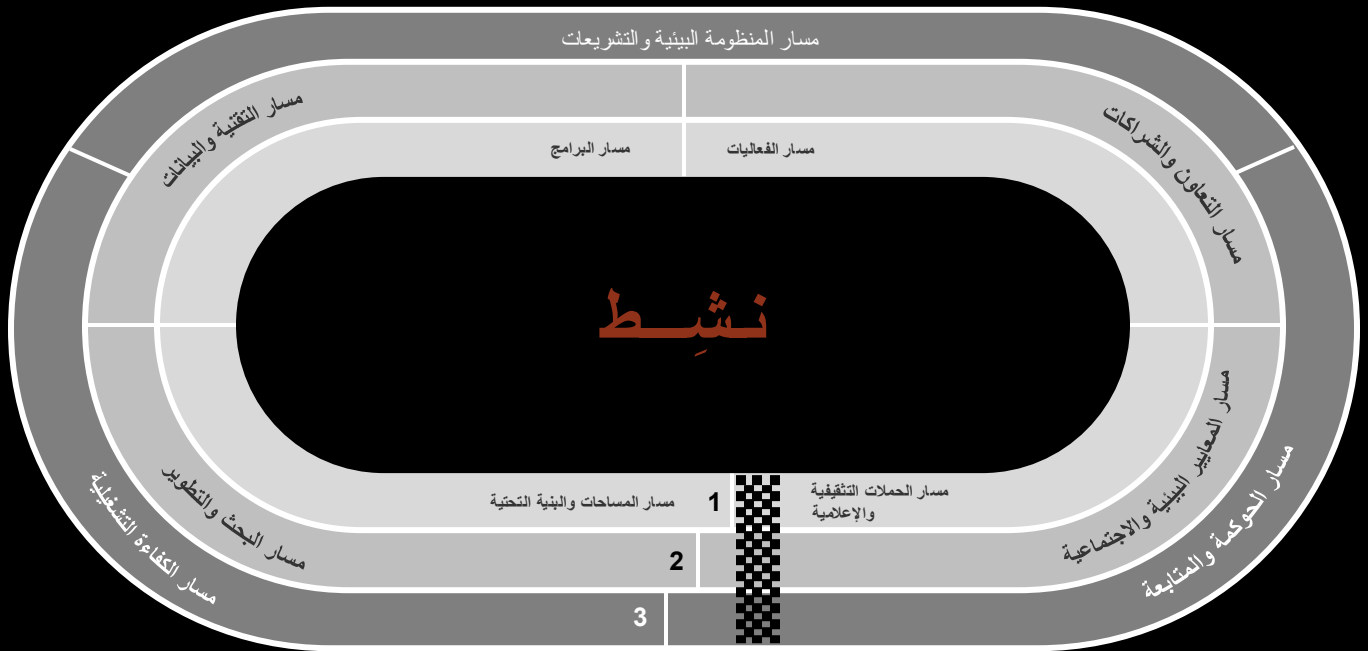 مسار المنظومة البيئية والتشريعات
مسار التعاون والشراكات
مسار التقنية والبيانات
مسار الفعاليات
مسار البرامج
نـشِـــط
مسار المعايير البيئية والاجتماعية
مسار الحوكمة والمتابعة
مسار البحث والتطوير
مسار الكفاءة التشغيلية
مسار الحملات التثقيفية
والإعلامية
1
مسار المساحات والبنية التحتية
2
3